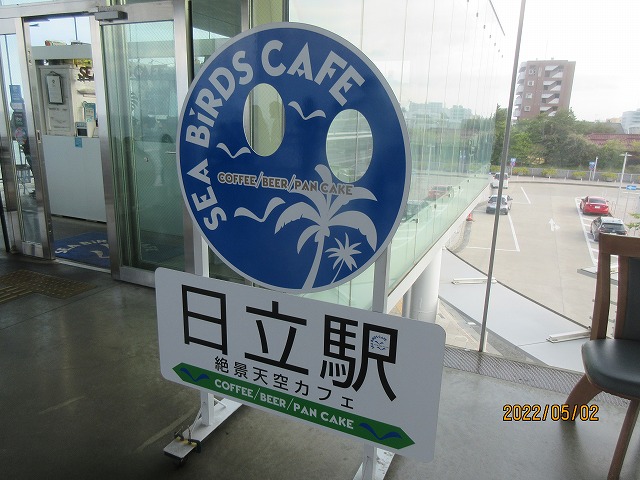 SEA BiRDS CAFE
COFFEE/BEER/PAN CAKE
日立駅
絶景天空カフェ
COFFEE/BEER/PAN CAKE
2022/05/02